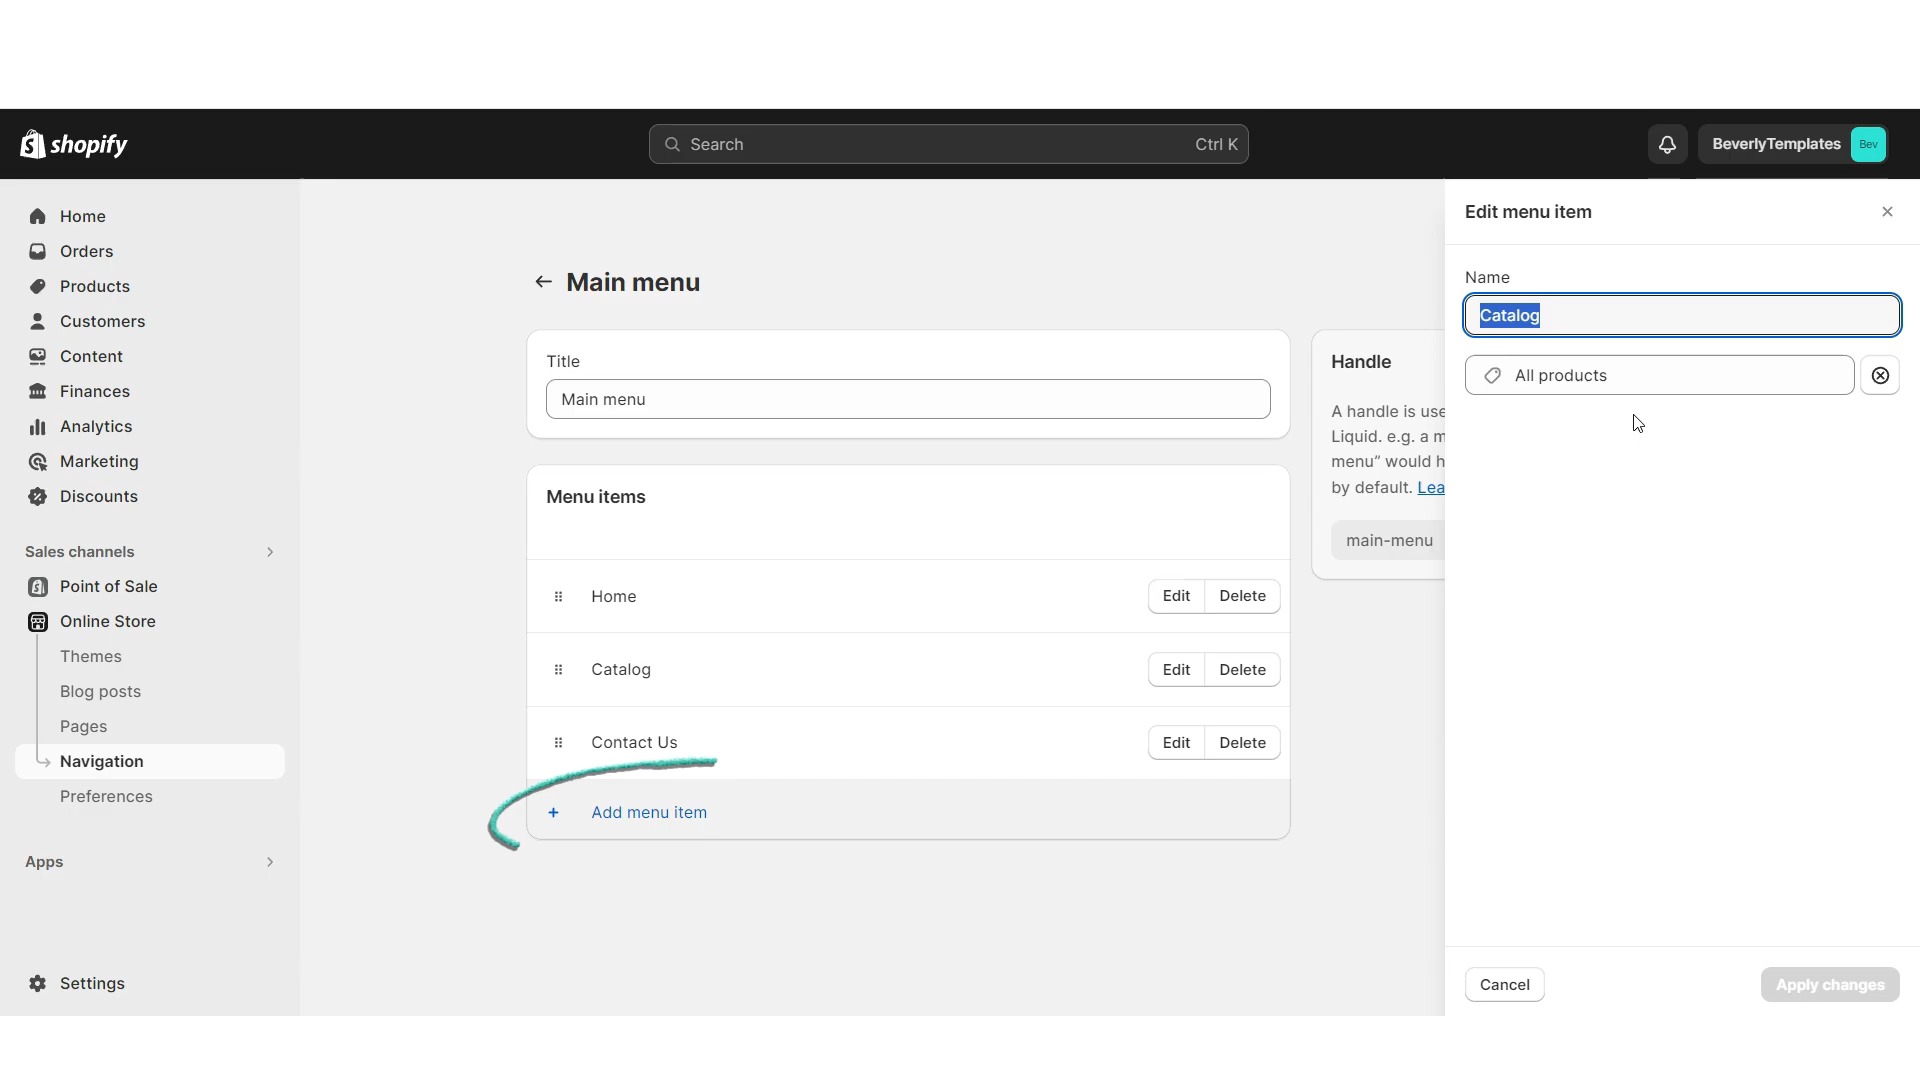 shopify
Search
Ctrl K
BeverlyTemplates
Bev
Home
Orders
Products
Customers
Content
Finances
Analytics
Marketing
Discounts
Sales channels
Point of Sale
Online Store
Themes
Blog posts
Pages
Navigation
Preferences
Apps
Settings
Main menu
Title
Main menu
Menu items
Home
Edit
Delete
Catalog
Edit
Delete
Contact Us
Edit
Delete
+ Add menu item
Handle
A handle is use
Liquid. e.g. a m
menu” would h
by default. Lea
main-menu
Edit menu item
Name
Catalog
All products
Cancel
Apply changes